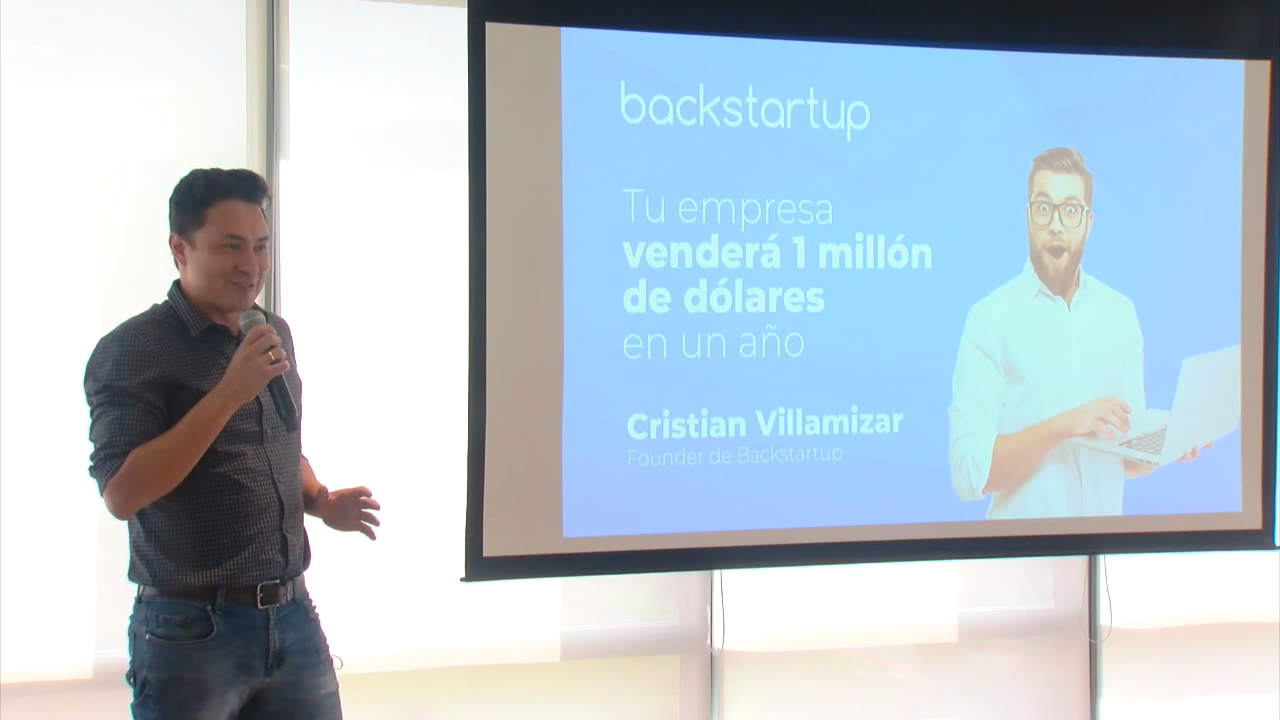 backstartup
Tu empresa
venderá 1 millón
de dólares
en un año
Cristian Villamizar
Founder de Backstartup